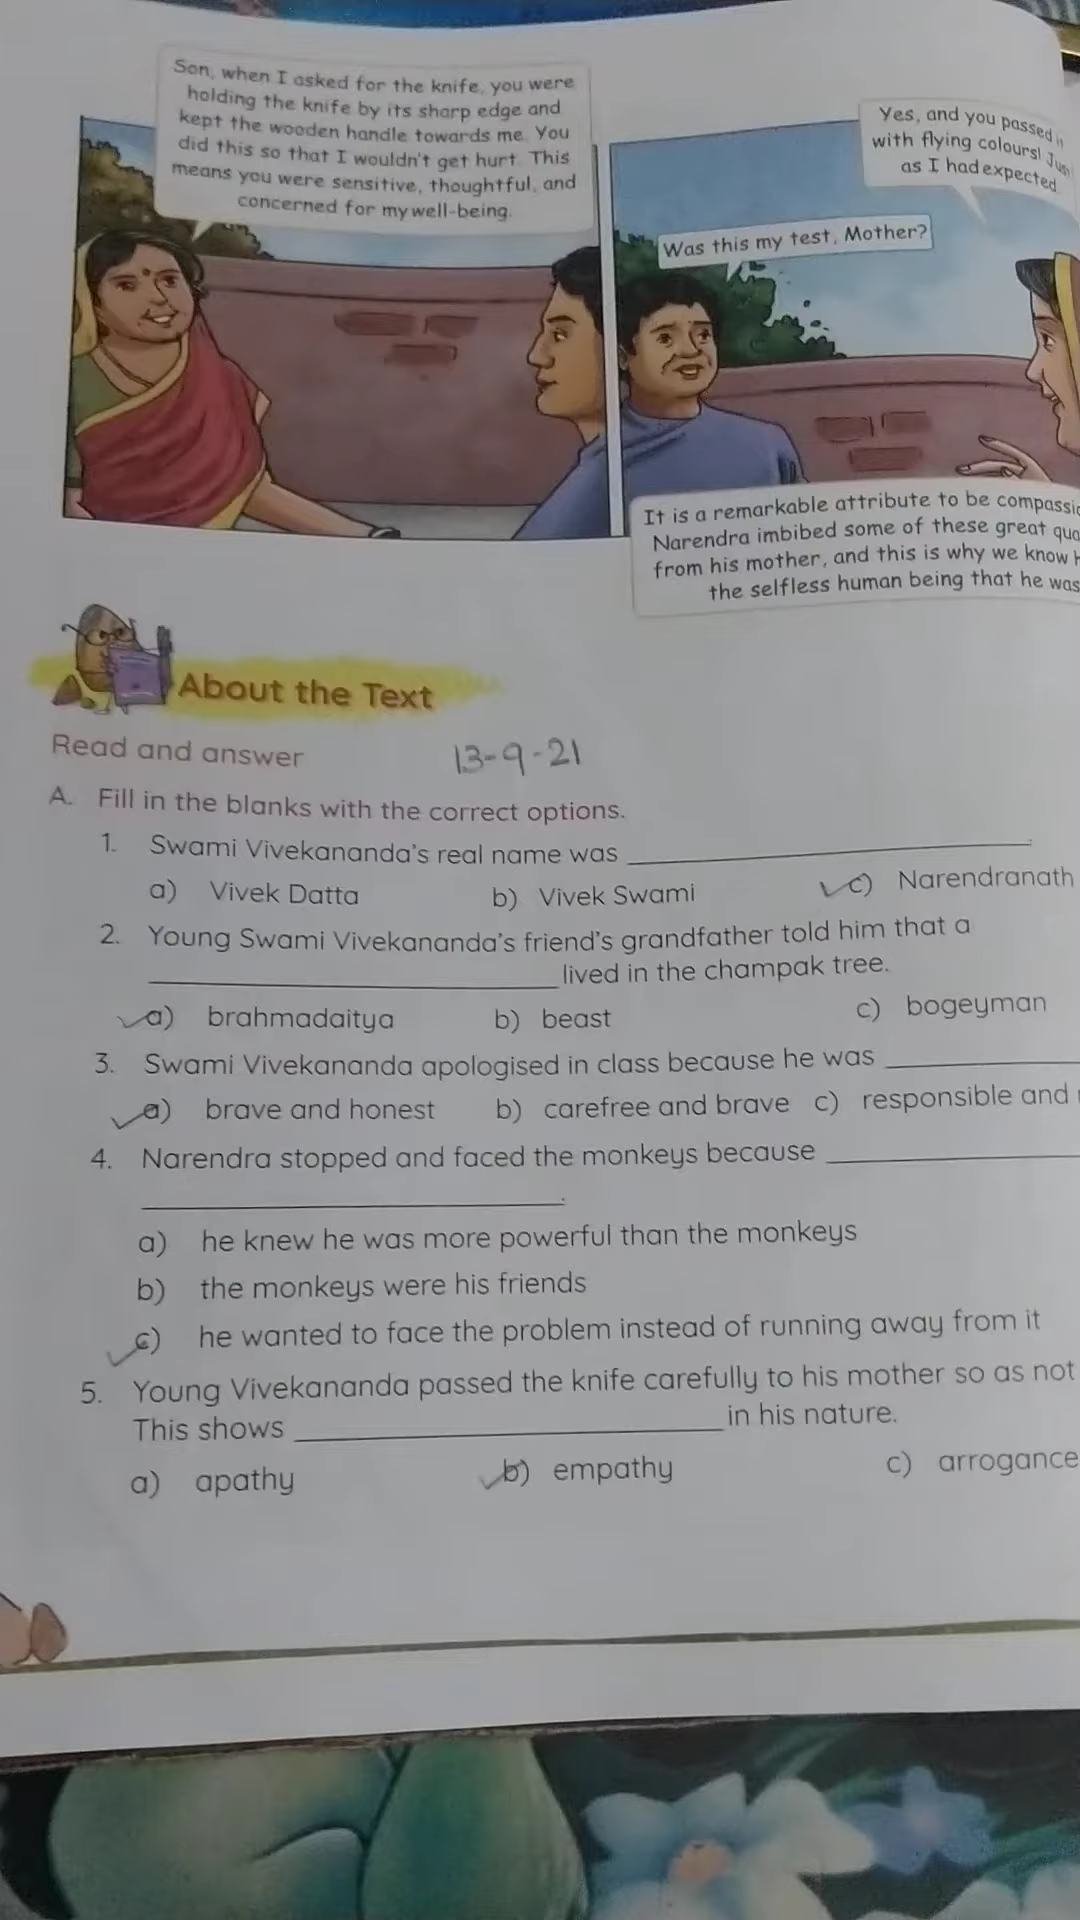 Son, when I asked for the knife, you were
holding the knife by its sharp edge and
kept the wooden handle towards me. You
did this so that I wouldn't get hurt. This
means you were sensitive, thoughtful, and
concerned for my well-being.
Yes, and you passed
with flying colours!
as I had expected.
Was this my test, Mother?
It is a remarkable attribute to be
Narendra imbibed some of these great
from his mother, and this is why we know
the selfless human being that he was
About the Text
Read and answer
13-9-21
A. Fill in the blanks with the correct options.
1. Swami Vivekananda's real name was ____________________.
a) Vivek Datta b) Vivek Swami c) Narendranath
2. Young Swami Vivekananda's friend's grandfather told him that a
____________________ lived in the champak tree.
a) brahmadaitya b) beast c) bogeyman
3. Swami Vivekananda apologised in class because he was __________
a) brave and honest b) carefree and brave c) responsible and
4. Narendra stopped and faced the monkeys because __________
____________________.
a) he knew he was more powerful than the monkeys
b) the monkeys were his friends
c) he wanted to face the problem instead of running away from it
5. Young Vivekananda passed the knife carefully to his mother so as not
This shows ____________________ in his nature.
a) apathy b) empathy c) arrogance